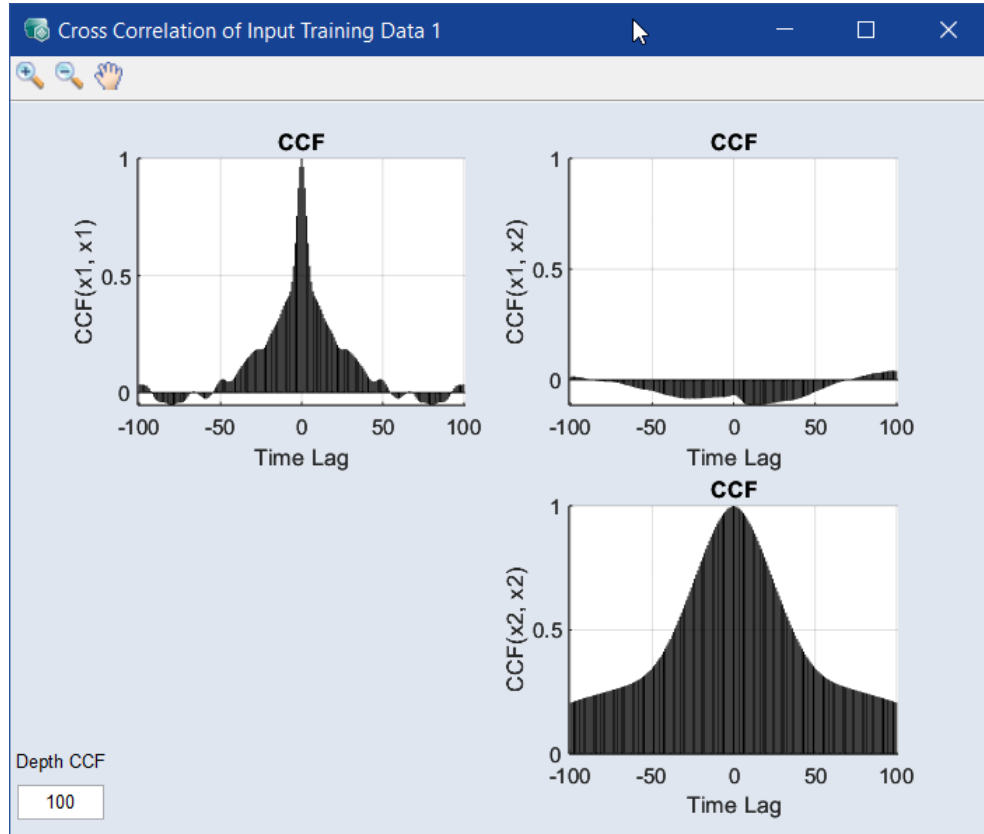 Cross Correlation of Input Training Data 1
CCF
1
0.5
0
CCF(x1, x1)
-100 -50 0 50 100
Time Lag
CCF
1
0.5
0
CCF(x1, x2)
-100 -50 0 50 100
Time Lag
CCF
1
0.5
0
CCF(x2, x2)
-100 -50 0 50 100
Time Lag
Depth CCF
100